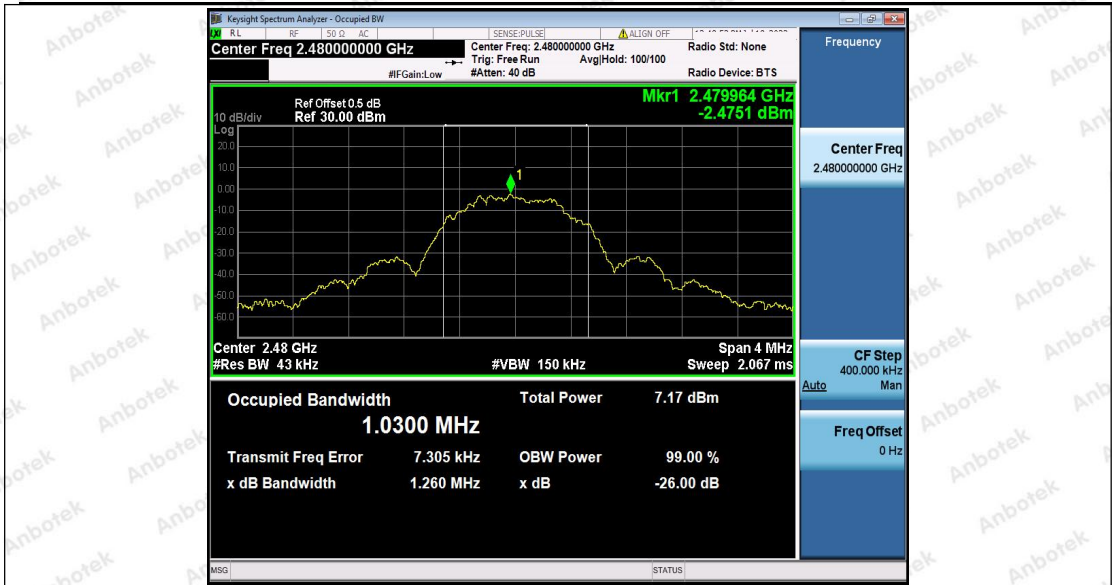 Keysight Spectrum Analyzer - Occupied BW
LXI RL RF 50 Ω AC SENSE:PULSE ALIGN OFF
Center Freq 2.480000000 GHz
Center Freq: 2.480000000 GHz Radio Std: None
Trig: Free Run Avg|Hold: 100/100
#IFGain:Low #Atten: 40 dB Radio Device: BTS
Mkr1 2.479964 GHz
-2.4751 dBm
Ref Offset 0.5 dB
10 dB/div Ref 30.00 dBm
Log
20.0
10.0
0.00
-10.0
-20.0
-30.0
-40.0
-50.0
-60.0
1
Center 2.48 GHz Span 4 MHz
#Res BW 43 kHz #VBW 150 kHz Sweep 2.067 ms
Occupied Bandwidth Total Power 7.17 dBm
1.0300 MHz
Transmit Freq Error 7.305 kHz OBW Power 99.00 %
x dB Bandwidth 1.260 MHz x dB -26.00 dB
MSG STATUS
Frequency
Center Freq
2.480000000 GHz
CF Step
400.000 kHz
Auto Man
Freq Offset
0 Hz
Anbotek